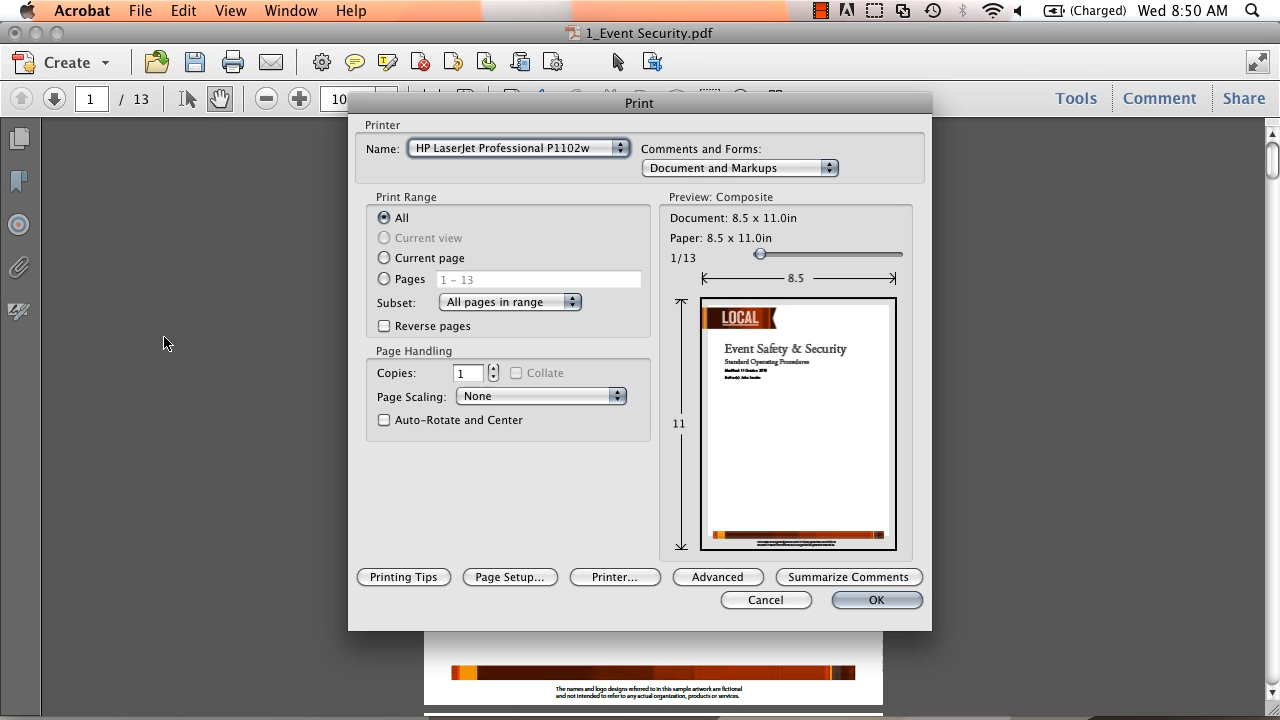 Acrobat File Edit View Window Help (Charged) Wed 8:50 AM
1_Event Security.pdf
Create
1 / 13 10 Tools Comment Share
Print
Printer
Name: HP LaserJet Professional P1102w Comments and Forms:
Document and Markups
Print Range Preview: Composite
All Document: 8.5 x 11.0in
Current view Paper: 8.5 x 11.0in
Current page 1/13
Pages 1 - 13 8.5
Subset: All pages in range
Reverse pages
LOCAL
Event Safety & Security
Standard Operating Procedures
Page Handling
Copies: 1 Collate
Page Scaling: None
Auto-Rotate and Center
11
Printing Tips Page Setup... Printer... Advanced Summarize Comments
Cancel OK
The names and logo designs referred to in this sample artwork are fictional
and not intended to refer to any actual organization, products or services.